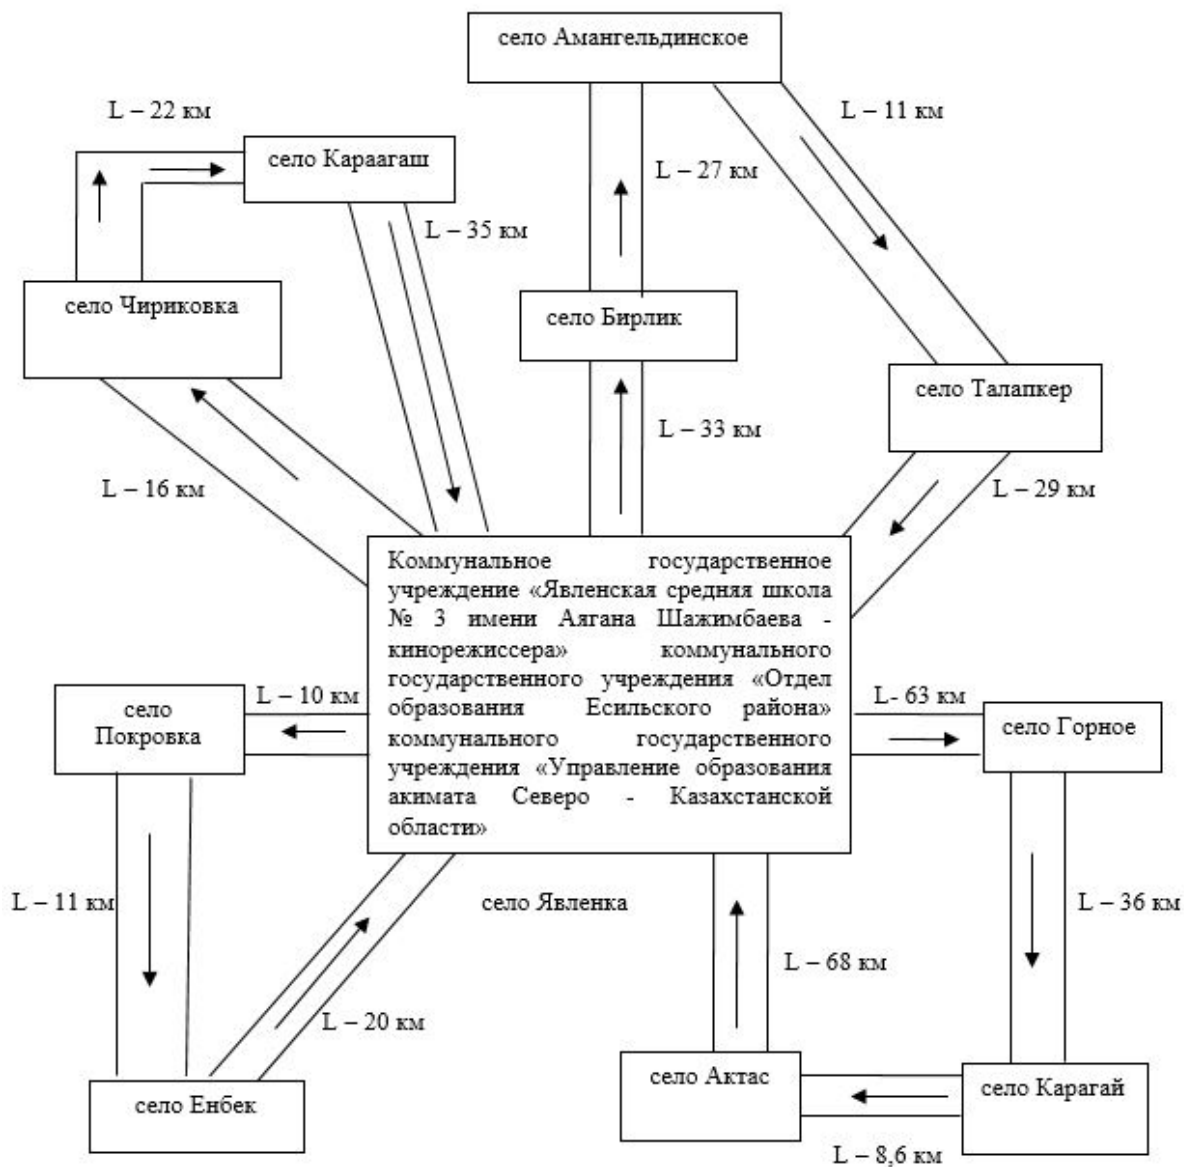 село Амангельдинское
L – 22 км
L – 11 км
село Караагаш
L – 27 км
L – 35 км
село Чириковка
село Бирлик
село Талапкер
L – 33 км
L – 16 км
L – 29 км
Коммунальное государственное
учреждение «Явленская средняя школа
№ 3 имени Аягана Шажимбаева -
кинорежиссера» коммунального
государственного учреждения «Отдел
образования Есильского района»
коммунального государственного
учреждения «Управление образования
акимата Северо - Казахстанской
области»
L – 10 км
L- 63 км
село
Покровка
село Горное
L – 11 км
село Явленка
L – 36 км
L – 68 км
L – 20 км
село Енбек
село Актас
село Карагай
L – 8,6 км